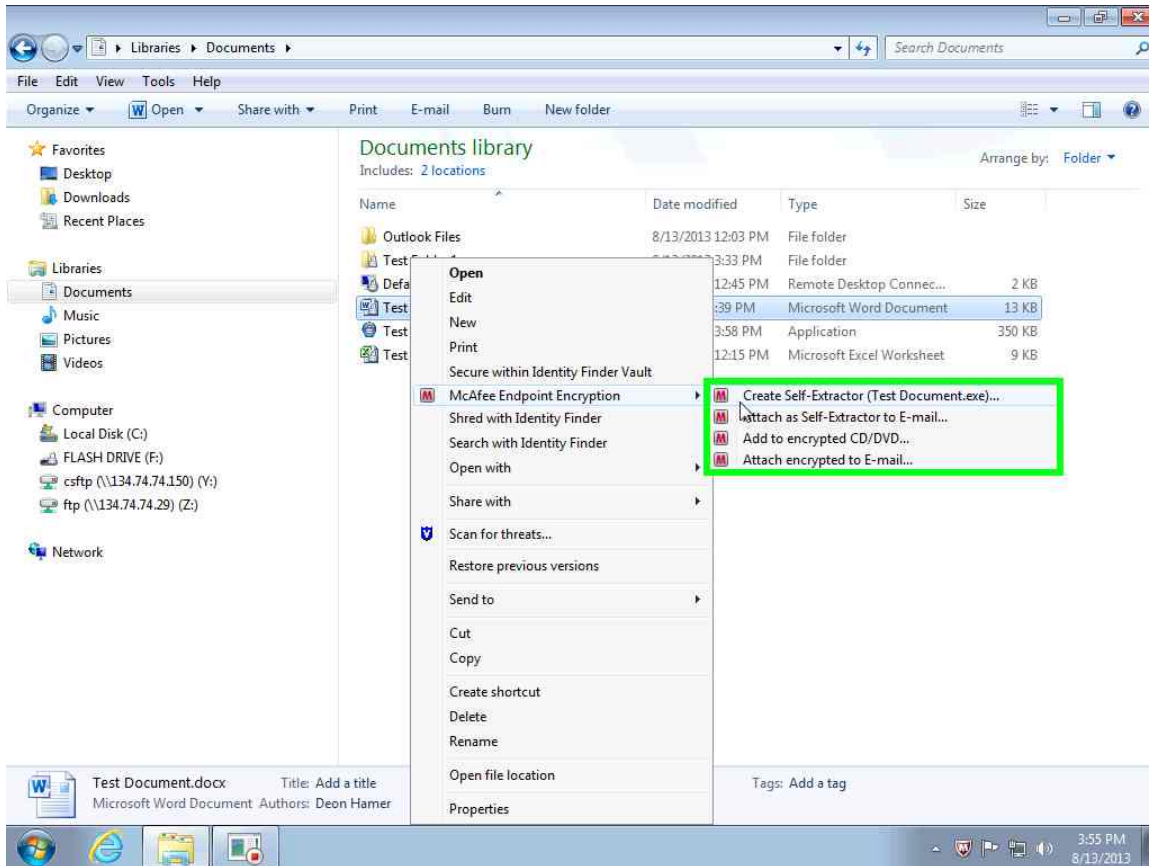 Libraries ▸ Documents ▸
Search Documents
File Edit View Tools Help
Organize Open Share with Print E-mail Burn New folder
Favorites
Desktop
Downloads
Recent Places
Libraries
Documents
Music
Pictures
Videos
Computer
Local Disk (C:)
FLASH DRIVE (F:)
csftp (\\134.74.74.150) (Y:)
ftp (\\134.74.74.29) (Z:)
Network
Documents library
Includes: 2 locations
Arrange by: Folder
Name Date modified Type Size
Outlook Files 8/13/2013 12:03 PM File folder
Test 3:33 PM File folder
Defa 12:45 PM Remote Desktop Connec... 2 KB
Test :39 PM Microsoft Word Document 13 KB
Test 3:58 PM Application 350 KB
Test 12:15 PM Microsoft Excel Worksheet 9 KB
Open
Edit
New
Print
Secure within Identity Finder Vault
McAfee Endpoint Encryption
Shred with Identity Finder
Search with Identity Finder
Open with
Share with
Scan for threats...
Restore previous versions
Send to
Cut
Copy
Create shortcut
Delete
Rename
Open file location
Properties
Create Self-Extractor (Test Document.exe)...
Attach as Self-Extractor to E-mail...
Add to encrypted CD/DVD...
Attach encrypted to E-mail...
Test Document.docx Title: Add a title Tags: Add a tag
Microsoft Word Document Authors: Deon Hamer
3:55 PM
8/13/2013